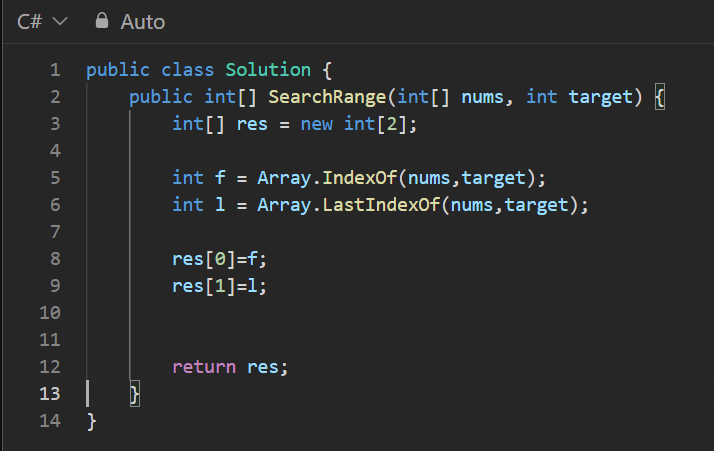 C# Auto
1 public class Solution {
2     public int[] SearchRange(int[] nums, int target) {
3         int[] res = new int[2];
4
5         int f = Array.IndexOf(nums,target);
6         int l = Array.LastIndexOf(nums,target);
7
8         res[0]=f;
9         res[1]=l;
10
11
12         return res;
13     }
14 }